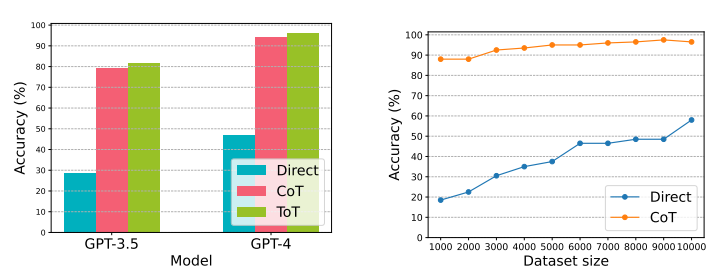 100
90
80
70
60
50
40
30
20
10
0
Accuracy (%)
GPT-3.5
GPT-4
Model
Direct
CoT
ToT
100
90
80
70
60
50
40
30
20
10
0
Accuracy (%)
1000 2000 3000 4000 5000 6000 7000 8000 9000 10000
Dataset size
Direct
CoT